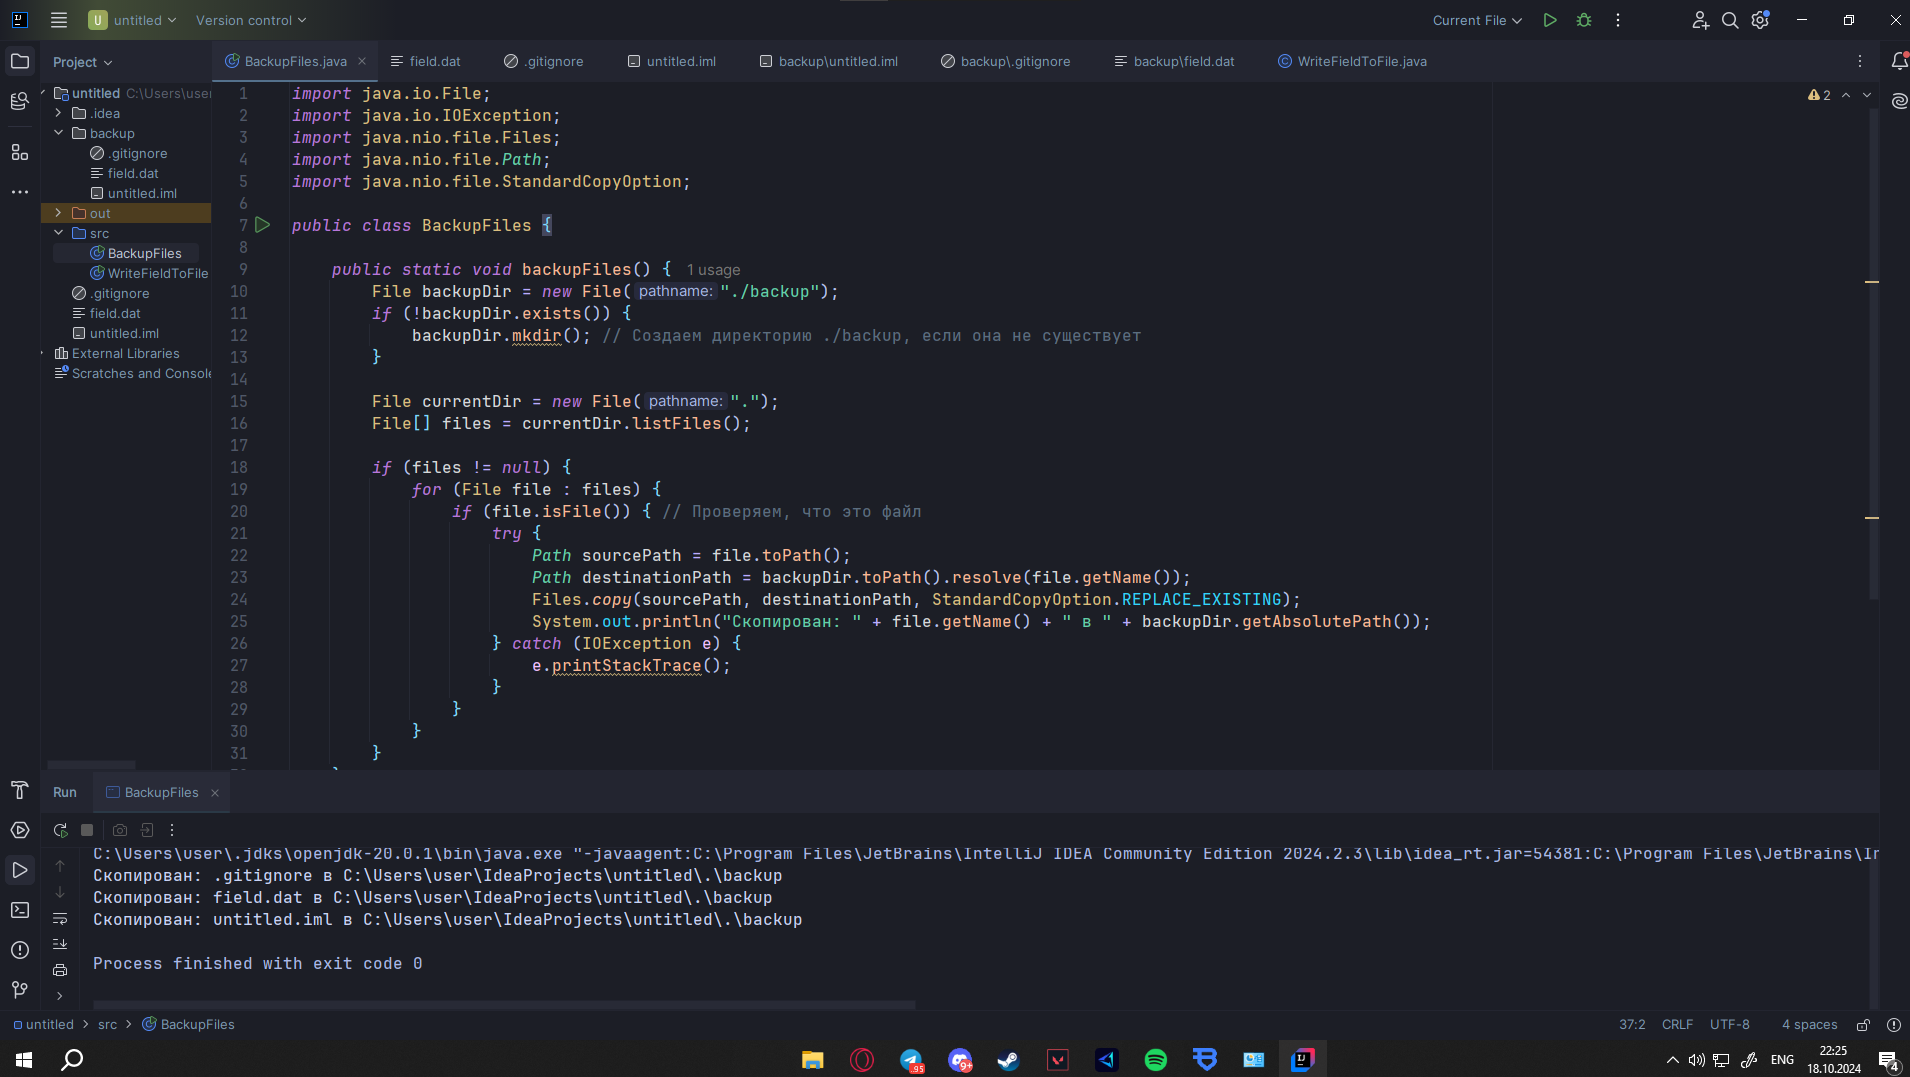 untitled
Version control
Current File
Project
BackupFiles.java
field.dat
.gitignore
untitled.iml
backup\untitled.iml
backup\.gitignore
backup\field.dat
WriteFieldToFile.java
untitled C:\Users\user
.idea
backup
.gitignore
field.dat
untitled.iml
out
src
BackupFiles
WriteFieldToFile
.gitignore
field.dat
untitled.iml
External Libraries
Scratches and Console
2
1 import java.io.File;
2 import java.io.IOException;
3 import java.nio.file.Files;
4 import java.nio.file.Path;
5 import java.nio.file.StandardCopyOption;
6
7 public class BackupFiles {
8
9 public static void backupFiles() { 1 usage
10 File backupDir = new File( pathname: "./backup");
11 if (!backupDir.exists()) {
12 backupDir.mkdir(); // Создаем директорию ./backup, если она не существует
13 }
14
15 File currentDir = new File( pathname: ".");
16 File[] files = currentDir.listFiles();
17
18 if (files != null) {
19 for (File file : files) {
20 if (file.isFile()) { // Проверяем, что это файл
21 try {
22 Path sourcePath = file.toPath();
23 Path destinationPath = backupDir.toPath().resolve(file.getName());
24 Files.copy(sourcePath, destinationPath, StandardCopyOption.REPLACE_EXISTING);
25 System.out.println("Скопирован: " + file.getName() + " в " + backupDir.getAbsolutePath());
26 } catch (IOException e) {
27 e.printStackTrace();
28 }
29 }
30 }
31 }
Run
BackupFiles
C:\Users\user\.jdks\openjdk-20.0.1\bin\java.exe "-javaagent:C:\Program Files\JetBrains\IntelliJ IDEA Community Edition 2024.2.3\lib\idea_rt.jar=54381:C:\Program Files\JetBrains\In
Скопирован: .gitignore в C:\Users\user\IdeaProjects\untitled\.\backup
Скопирован: field.dat в C:\Users\user\IdeaProjects\untitled\.\backup
Скопирован: untitled.iml в C:\Users\user\IdeaProjects\untitled\.\backup
Process finished with exit code 0
untitled > src > BackupFiles
37:2 CRLF UTF-8 4 spaces
95
9+
ENG
22:25
18.10.2024
4